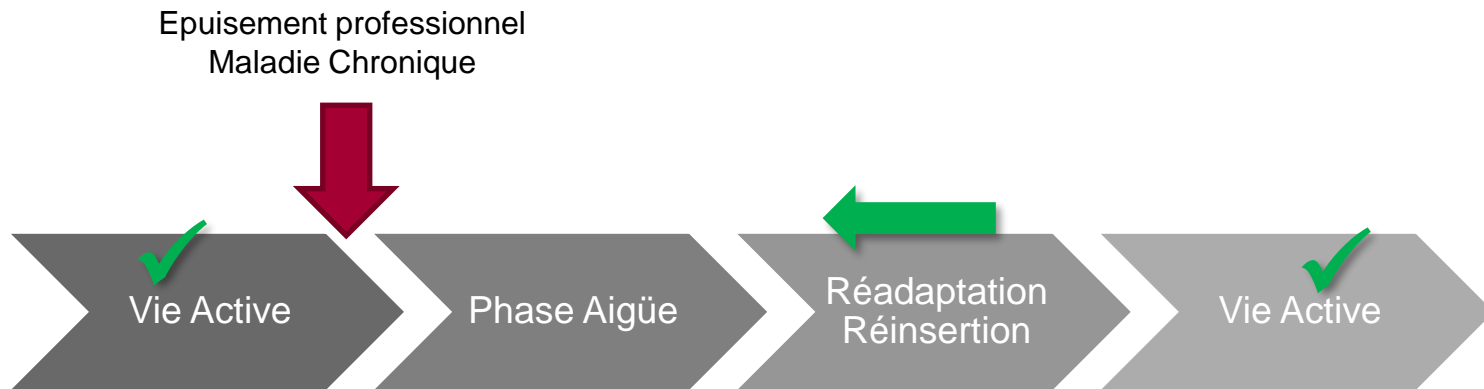 Epuisement professionnel
Maladie Chronique
Vie Active
Phase Aigüe
Réadaptation
Réinsertion
Vie Active